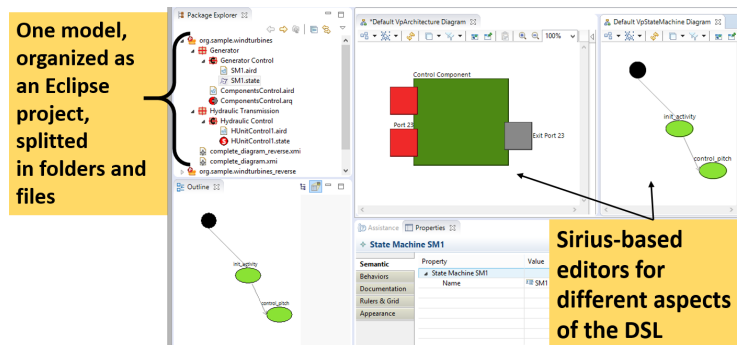 One model,
organized as
an Eclipse
project,
splitted
in folders and
files
Package Explorer
org.sample.windturbines
Generator
Generator Control
SM1.aird
SM1.state
ComponentsControl.aird
ComponentsControl.arq
Hydraulic Transmission
Hydraulic Control
HUnitControl1.aird
HUnitControl1.state
complete_diagram_reverse.xmi
complete_diagram.xmi
org.sample.windturbines_reverse
Outline
init_activity
control_pitch
*Default VpArchitecture Diagram
100%
Control Component
Port 23
Exit Port 23
Default VpStateMachine Diagram
init_activity
control_pitch
Assistance
Properties
State Machine SM1
Semantic
Behaviors
Documentation
Rulers & Grid
Appearance
Property
Value
State Machine SM1
Name
SM1
Sirius-based
editors for
different aspects
of the DSL